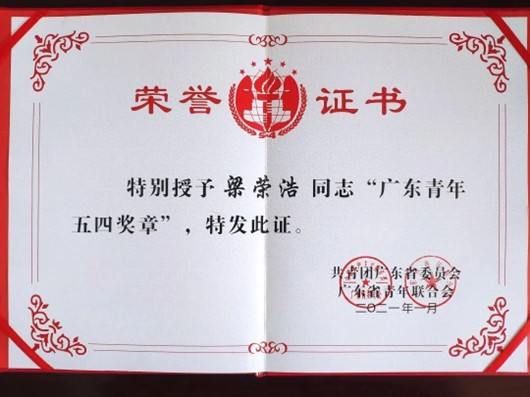 荣誉证书
5·4
特别授予 梁荣浩 同志“广东青年
五四奖章”，特发此证。
共青团广东省委员会
广东省青年联合会
二〇二一年一月